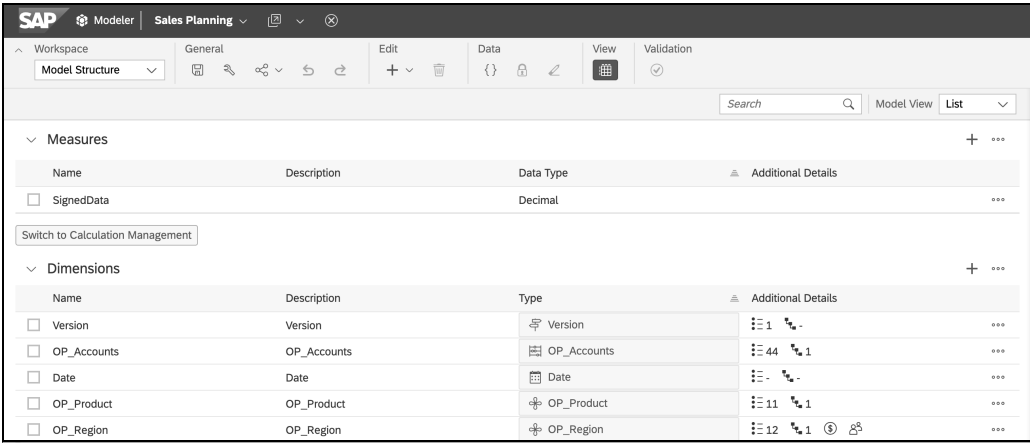 SAP Modeler Sales Planning
Workspace General Edit Data View Validation
Model Structure
Search Model View List
Measures
Name Description Data Type Additional Details
SignedData Decimal
Switch to Calculation Management
Dimensions
Name Description Type Additional Details
Version Version Version 1 -
OP_Accounts OP_Accounts OP_Accounts 44 1
Date Date Date - -
OP_Product OP_Product OP_Product 11 1
OP_Region OP_Region OP_Region 12 1 $